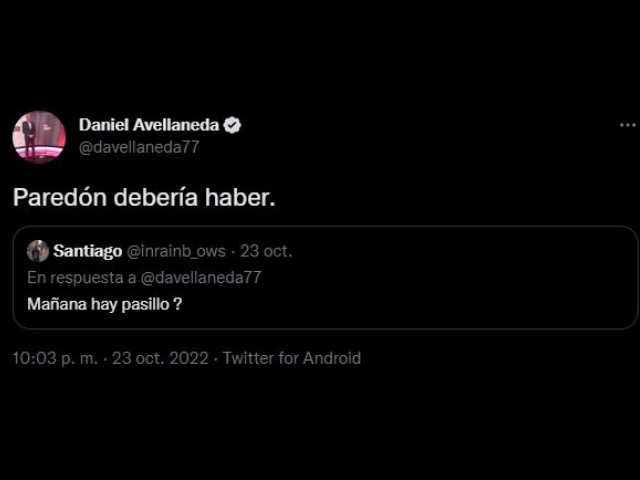 Daniel Avellaneda
@davellaneda77
Paredón debería haber.
Santiago @inrainb_ows · 23 oct.
En respuesta a @davellaneda77
Mañana hay pasillo ?
10:03 p. m. · 23 oct. 2022 · Twitter for Android